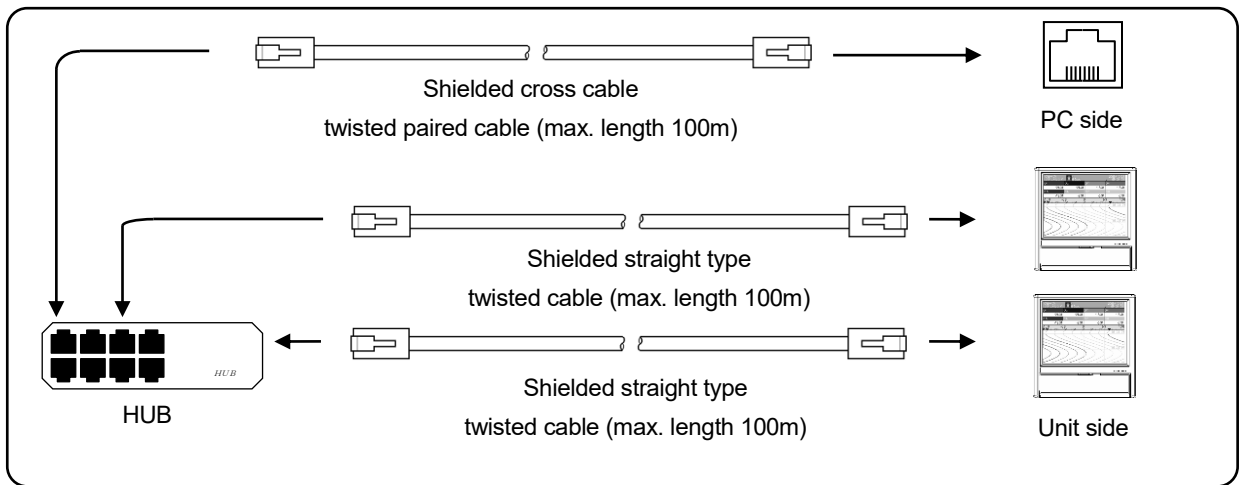 Shielded cross cable
twisted paired cable (max. length 100m)
PC side
Shielded straight type
twisted cable (max. length 100m)
HUB
HUB
Shielded straight type
twisted cable (max. length 100m)
Unit side